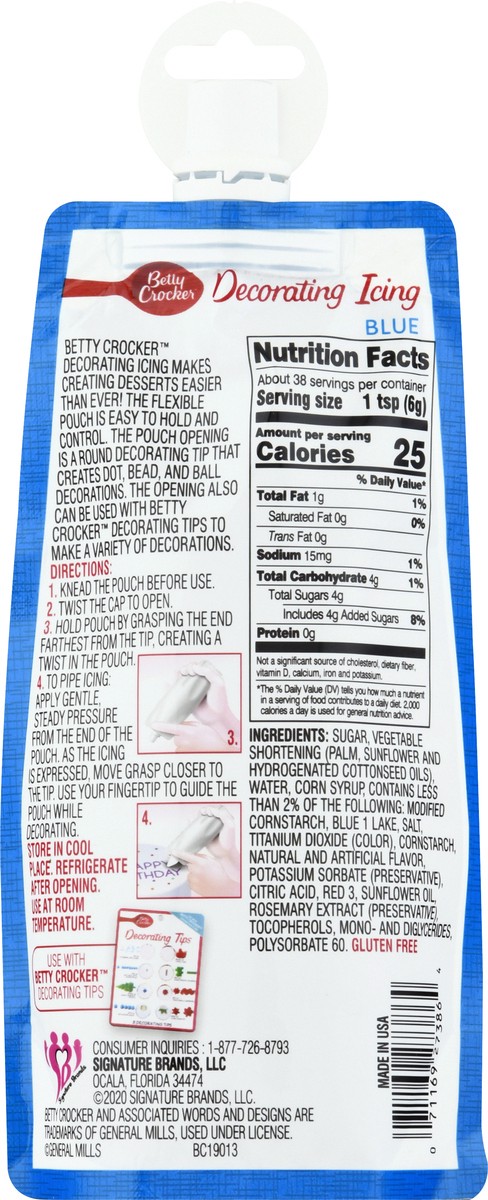 Betty
Crocker
Decorating Icing
BLUE
BETTY CROCKER™
DECORATING ICING MAKES
CREATING DESSERTS EASIER
THAN EVER! THE FLEXIBLE
POUCH IS EASY TO HOLD AND
CONTROL. THE POUCH OPENING
IS A ROUND DECORATING TIP THAT
CREATES DOT, BEAD, AND BALL
DECORATIONS. THE OPENING ALSO
CAN BE USED WITH BETTY
CROCKER™ DECORATING TIPS TO
MAKE A VARIETY OF DECORATIONS.
DIRECTIONS:
1. KNEAD THE POUCH BEFORE USE.
2. TWIST THE CAP TO OPEN.
3. HOLD POUCH BY GRASPING THE END
FARTHEST FROM THE TIP, CREATING A
TWIST IN THE POUCH.
4. TO PIPE ICING:
APPLY GENTLE,
STEADY PRESSURE
FROM THE END OF THE
POUCH. AS THE ICING
IS EXPRESSED, MOVE GRASP CLOSER TO
THE TIP. USE YOUR FINGERTIP TO GUIDE THE
POUCH WHILE
DECORATING.
3.
4.
STORE IN COOL
PLACE. REFRIGERATE
AFTER OPENING.
USE AT ROOM
TEMPERATURE.
USE WITH
BETTY CROCKER™
DECORATING TIPS
Decorating Tips
Nutrition Facts
About 38 servings per container
Serving size 1 tsp (6g)
Amount per serving
Calories 25
% Daily Value*
Total Fat 1g 1%
Saturated Fat 0g 0%
Trans Fat 0g
Sodium 15mg 1%
Total Carbohydrate 4g 1%
Total Sugars 4g
Includes 4g Added Sugars 8%
Protein 0g
Not a significant source of cholesterol, dietary fiber,
vitamin D, calcium, iron and potassium.
*The % Daily Value (DV) tells you how much a nutrient
in a serving of food contributes to a daily diet. 2,000
calories a day is used for general nutrition advice.
INGREDIENTS: SUGAR, VEGETABLE
SHORTENING (PALM, SUNFLOWER AND
HYDROGENATED COTTONSEED OILS),
WATER, CORN SYRUP, CONTAINS LESS
THAN 2% OF THE FOLLOWING: MODIFIED
CORNSTARCH, BLUE 1 LAKE, SALT,
TITANIUM DIOXIDE (COLOR), CORNSTARCH,
NATURAL AND ARTIFICIAL FLAVOR,
POTASSIUM SORBATE (PRESERVATIVE),
CITRIC ACID, RED 3, SUNFLOWER OIL,
ROSEMARY EXTRACT (PRESERVATIVE),
TOCOPHEROLS, MONO- AND DIGLYCERIDES,
POLYSORBATE 60. GLUTEN FREE
MADE IN USA
Signature Brands
CONSUMER INQUIRIES : 1-877-726-8793
SIGNATURE BRANDS, LLC
OCALA, FLORIDA 34474
©2020 SIGNATURE BRANDS, LLC.
BETTY CROCKER AND ASSOCIATED WORDS AND DESIGNS ARE
TRADEMARKS OF GENERAL MILLS, USED UNDER LICENSE.
©GENERAL MILLS BC19013